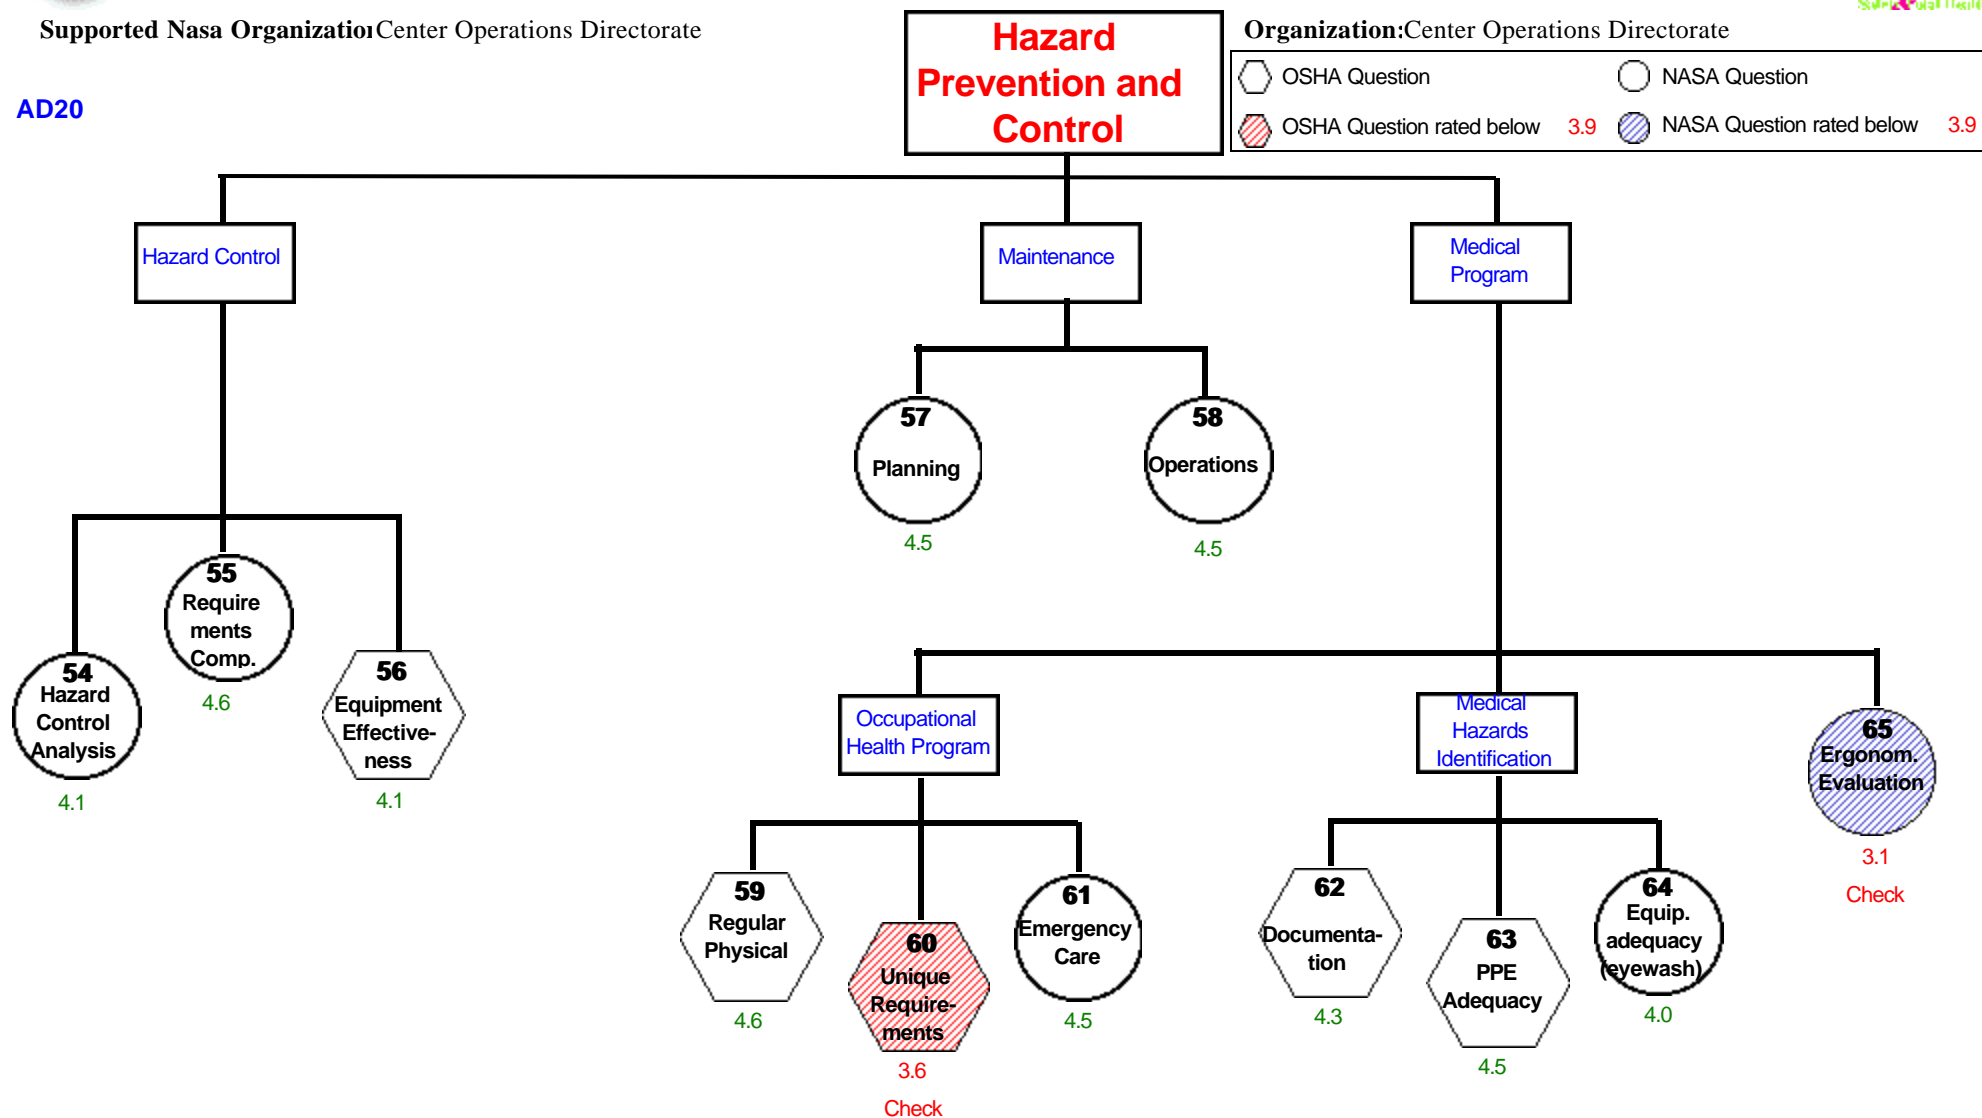 Supported Nasa Organization Center Operations Directorate
Hazard
Prevention and
Control
Organization:Center Operations Directorate
OSHA Question
NASA Question
OSHA Question rated below 3.9
NASA Question rated below 3.9
AD20
Hazard Control
Maintenance
Medical
Program
57
Planning
4.5
58
Operations
4.5
54
Hazard
Control
Analysis
4.1
55
Require
ments
Comp.
4.6
56
Equipment
Effective-
ness
4.1
Occupational
Health Program
Medical
Hazards
Identification
65
Ergonom.
Evaluation
3.1
Check
59
Regular
Physical
4.6
60
Unique
Require-
ments
3.6
Check
61
Emergency
Care
4.5
62
Documenta-
tion
4.3
63
PPE
Adequacy
4.5
64
Equip.
adequacy
(eyewash)
4.0